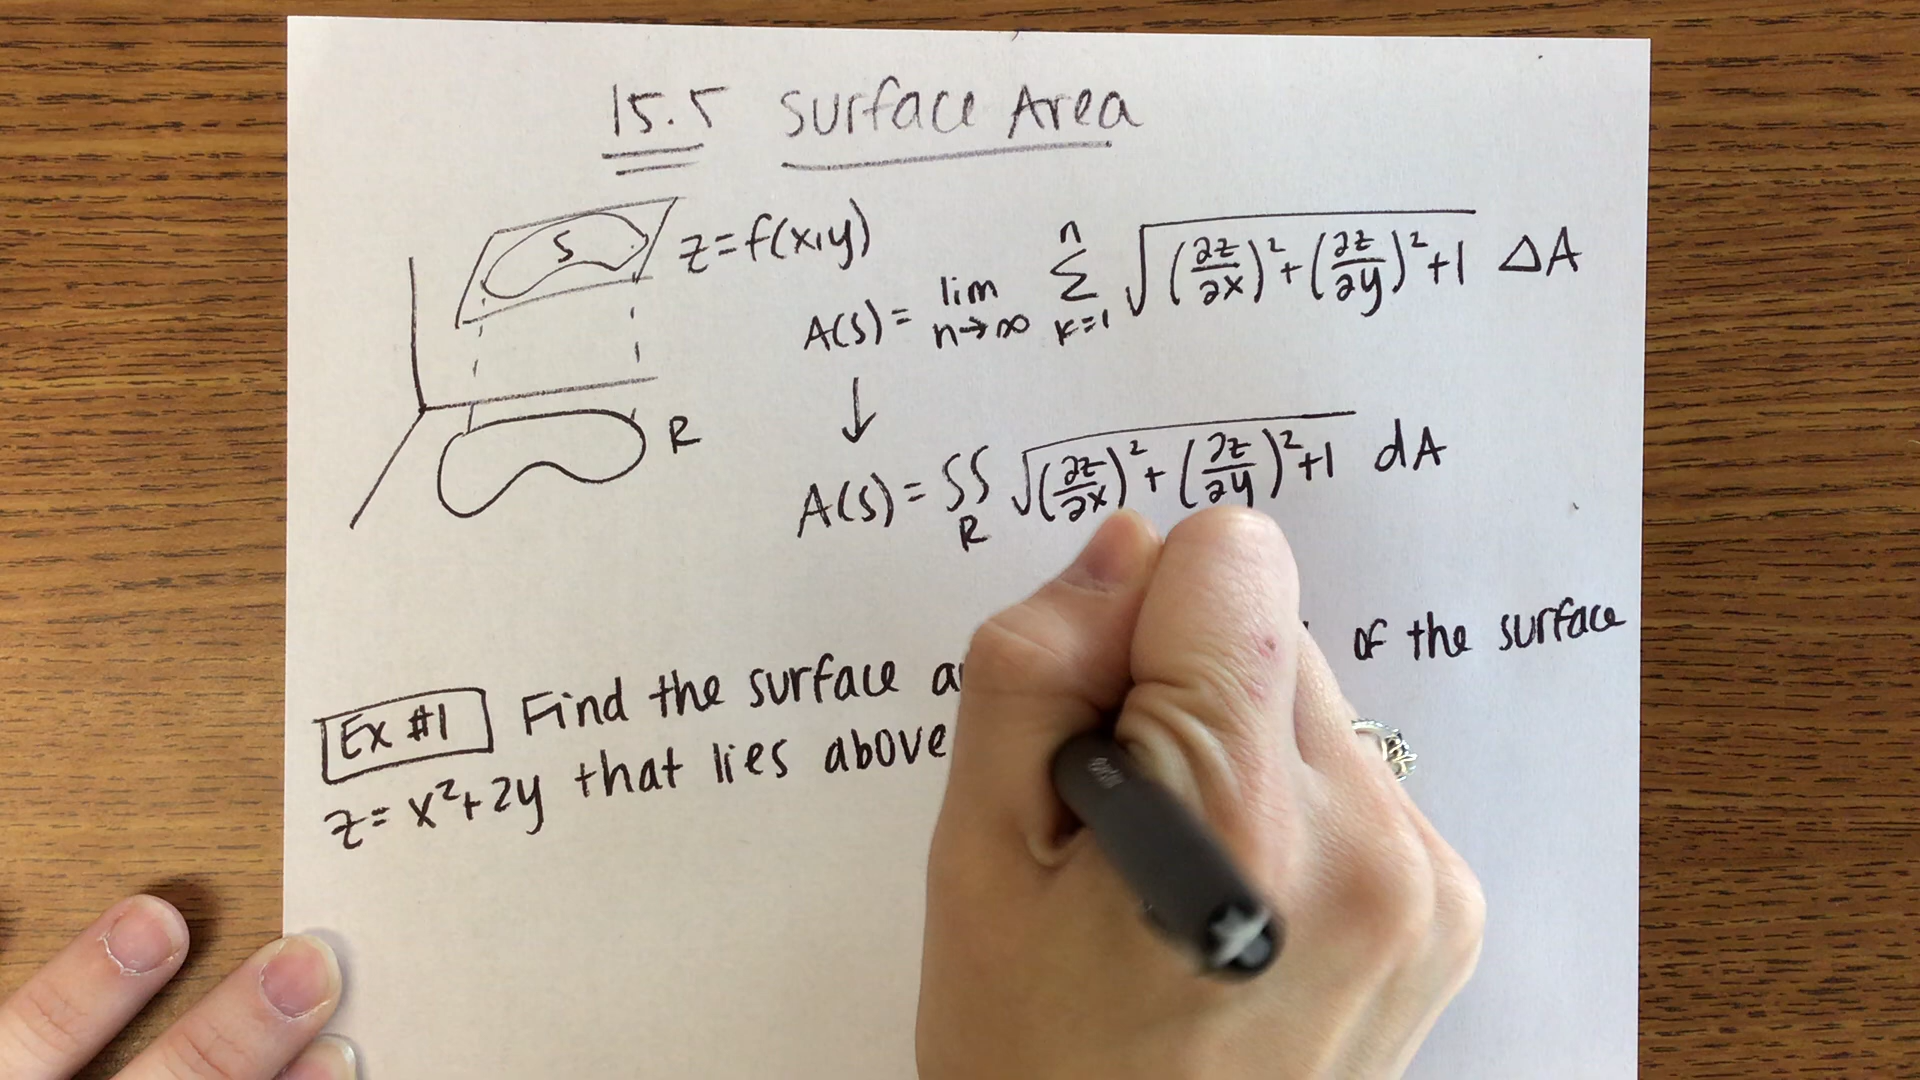 15.5 Surface Area
S
z=f(x,y)
A(S) = lim n→∞ Σ k=1 n √((∂z/∂x)²+(∂z/∂y)²+1) ΔA
↓
R
A(S) = ∫∫ R √((∂z/∂x)²+(∂z/∂y)²+1) dA
Ex #1 Find the surface of the surface
z=x²+2y that lies above